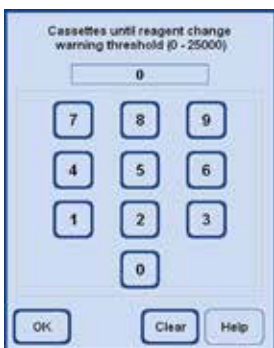 Cassettes until reagent change
warning threshold (0 - 25000)
0
7 8 9
4 5 6
1 2 3
0
OK Clear Help